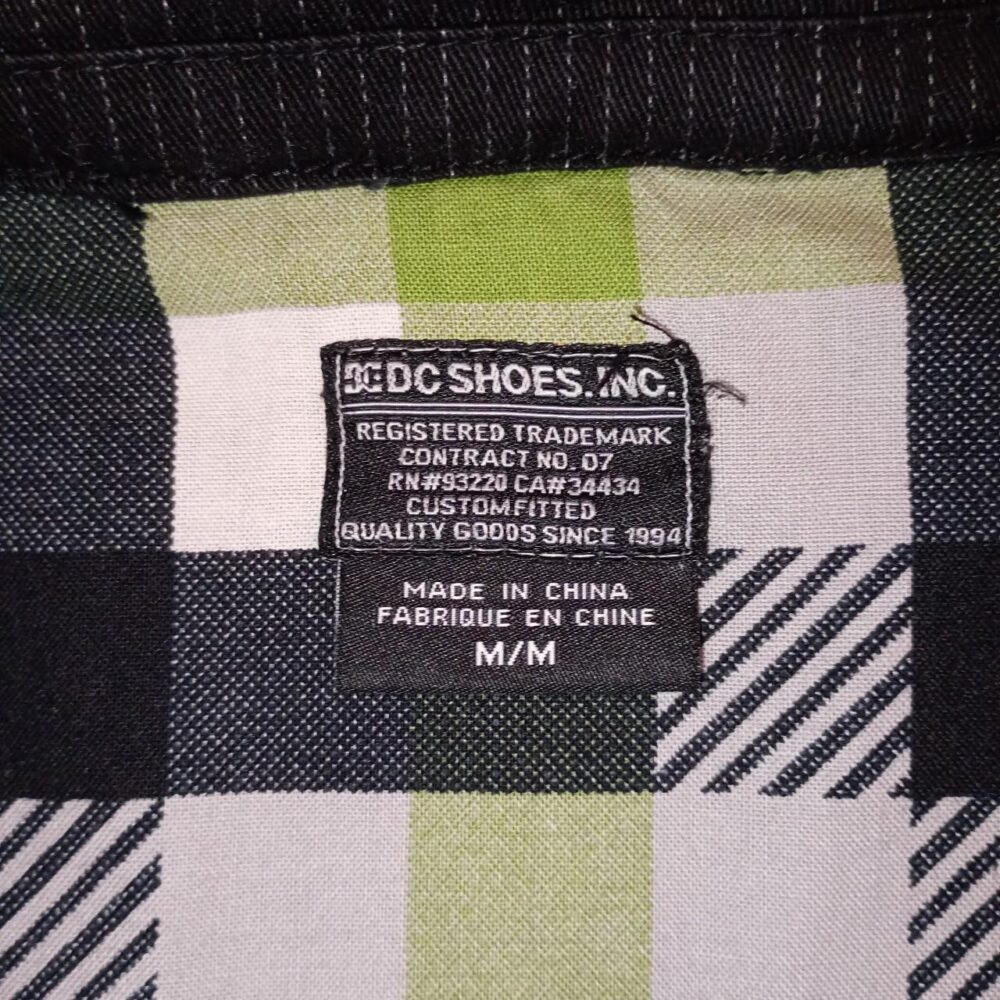 DC DC SHOES, INC.
REGISTERED TRADEMARK
CONTRACT NO. 07
RN#93220 CA#34434
CUSTOMFITTED
QUALITY GOODS SINCE 1994
MADE IN CHINA
FABRIQUE EN CHINE
M/M